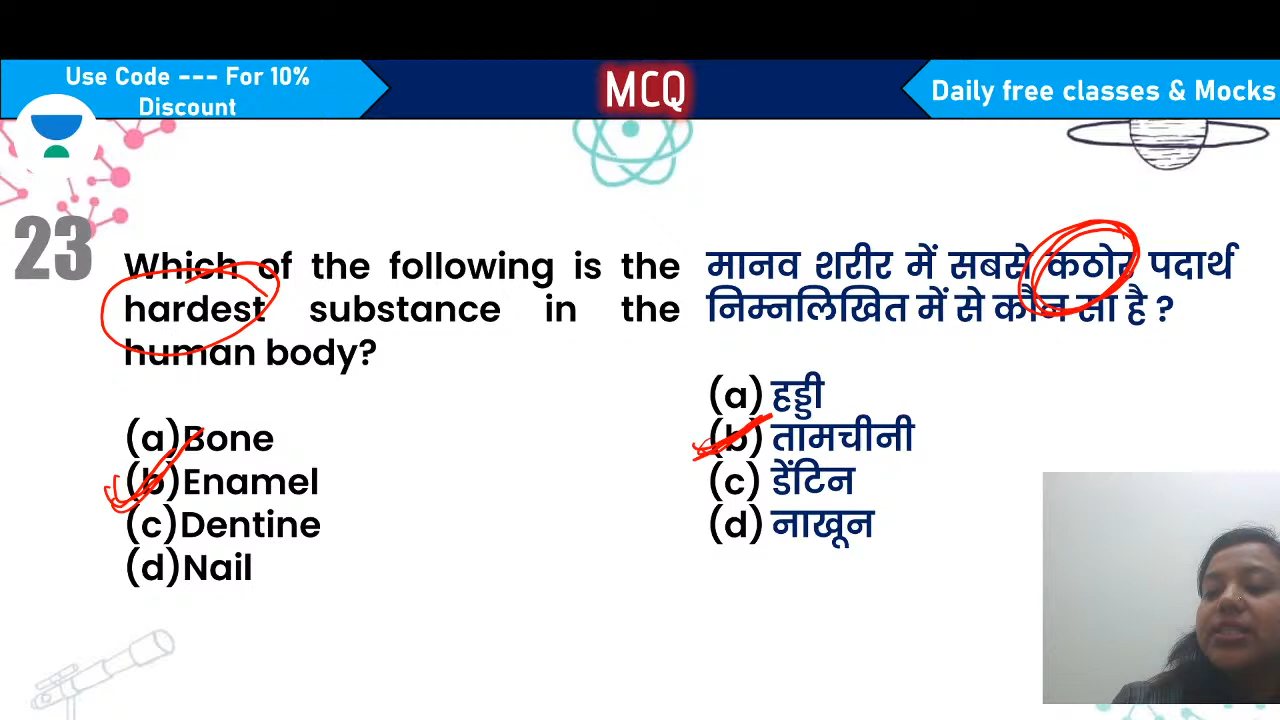 Use Code --- For 10%
Discount
MCQ
Daily free classes & Mocks
23
Which of the following is the
hardest substance in the
human body?
(a)Bone
(b)Enamel
(c)Dentine
(d)Nail
मानव शरीर में सबसे कठोर पदार्थ
निम्नलिखित में से कौन सा है ?
(a) हड्डी
(b) तामचीनी
(c) डेंटिन
(d) नाखून